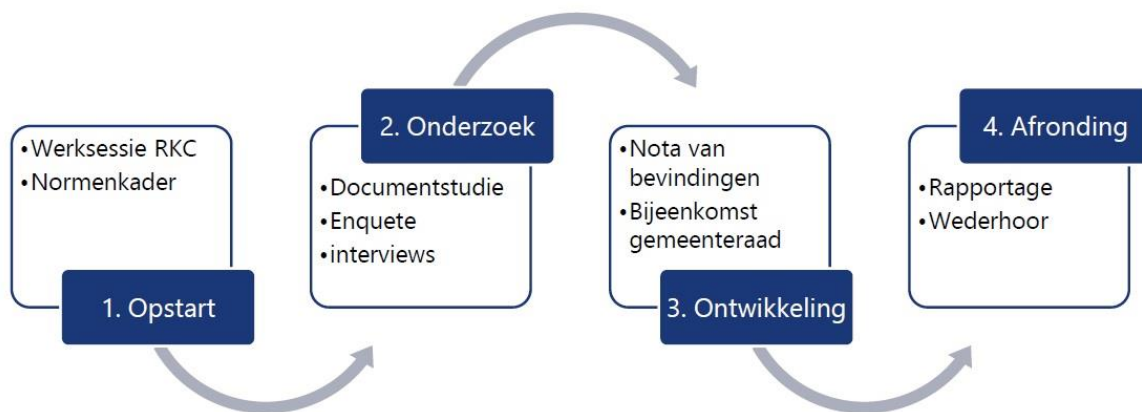 •Werksessie RKC
•Normenkader
1. Opstart
2. Onderzoek
•Documentstudie
•Enquete
•interviews
•Nota van
bevindingen
•Bijeenkomst
gemeenteraad
3. Ontwikkeling
4. Afronding
•Rapportage
•Wederhoor